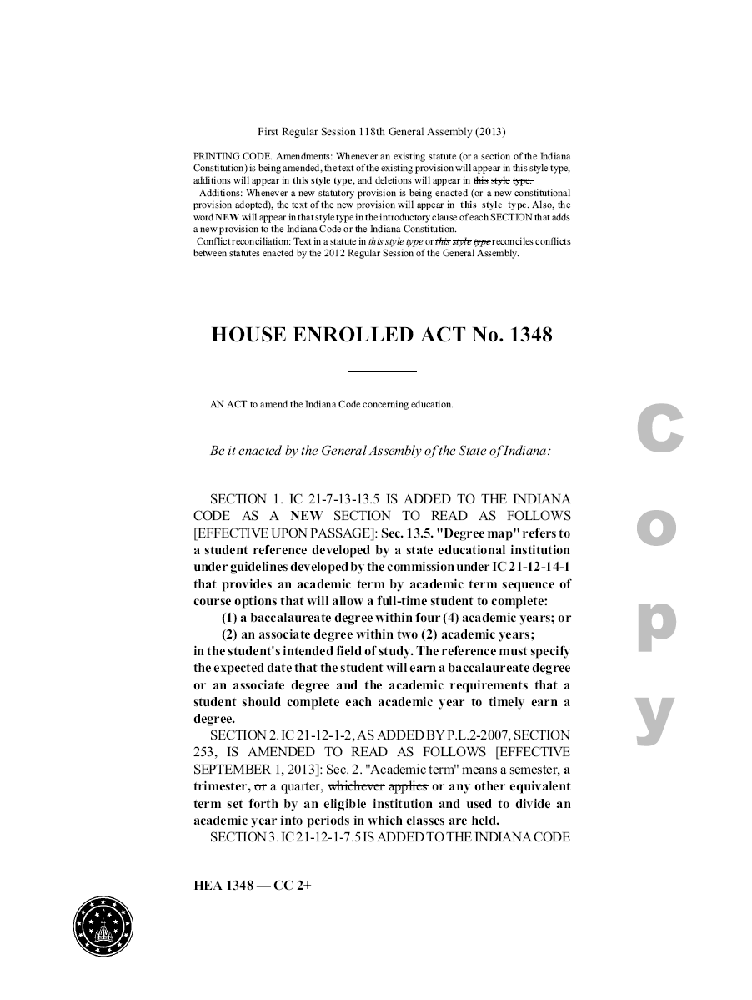 First Regular Session 118th General Assembly (2013)
PRINTING CODE. Amendments: Whenever an existing statute (or a section of the Indiana
Constitution) is being amended, the text of the existing provision will appear in this style type,
additions will appear in this style type, and deletions will appear in this style type.
Additions: Whenever a new statutory provision is being enacted (or a new constitutional
provision adopted), the text of the new provision will appear in this style type. Also, the
word NEW will appear in that style type in the introductory clause of each SECTION that adds
a new provision to the Indiana Code or the Indiana Constitution.
Conflict reconciliation: Text in a statute in this style type or this style type reconciles conflicts
between statutes enacted by the 2012 Regular Session of the General Assembly.
HOUSE ENROLLED ACT No. 1348
AN ACT to amend the Indiana Code concerning education.
Be it enacted by the General Assembly of the State of Indiana:
SECTION 1. IC 21-7-13-13.5 IS ADDED TO THE INDIANA
CODE AS A NEW SECTION TO READ AS FOLLOWS
[EFFECTIVE UPON PASSAGE]: Sec. 13.5. "Degree map" refers to
a student reference developed by a state educational institution
under guidelines developed by the commission under IC 21-12-14-1
that provides an academic term by academic term sequence of
course options that will allow a full-time student to complete:
(1) a baccalaureate degree within four (4) academic years; or
(2) an associate degree within two (2) academic years;
in the student's intended field of study. The reference must specify
the expected date that the student will earn a baccalaureate degree
or an associate degree and the academic requirements that a
student should complete each academic year to timely earn a
degree.
SECTION 2. IC 21-12-1-2, AS ADDED BY P.L.2-2007, SECTION
253, IS AMENDED TO READ AS FOLLOWS [EFFECTIVE
SEPTEMBER 1, 2013]: Sec. 2. "Academic term" means a semester, a
trimester, or a quarter, whichever applies or any other equivalent
term set forth by an eligible institution and used to divide an
academic year into periods in which classes are held.
SECTION 3. IC 21-12-1-7.5 IS ADDED TO THE INDIANA CODE
HEA 1348 — CC 2+
C
o
p
y